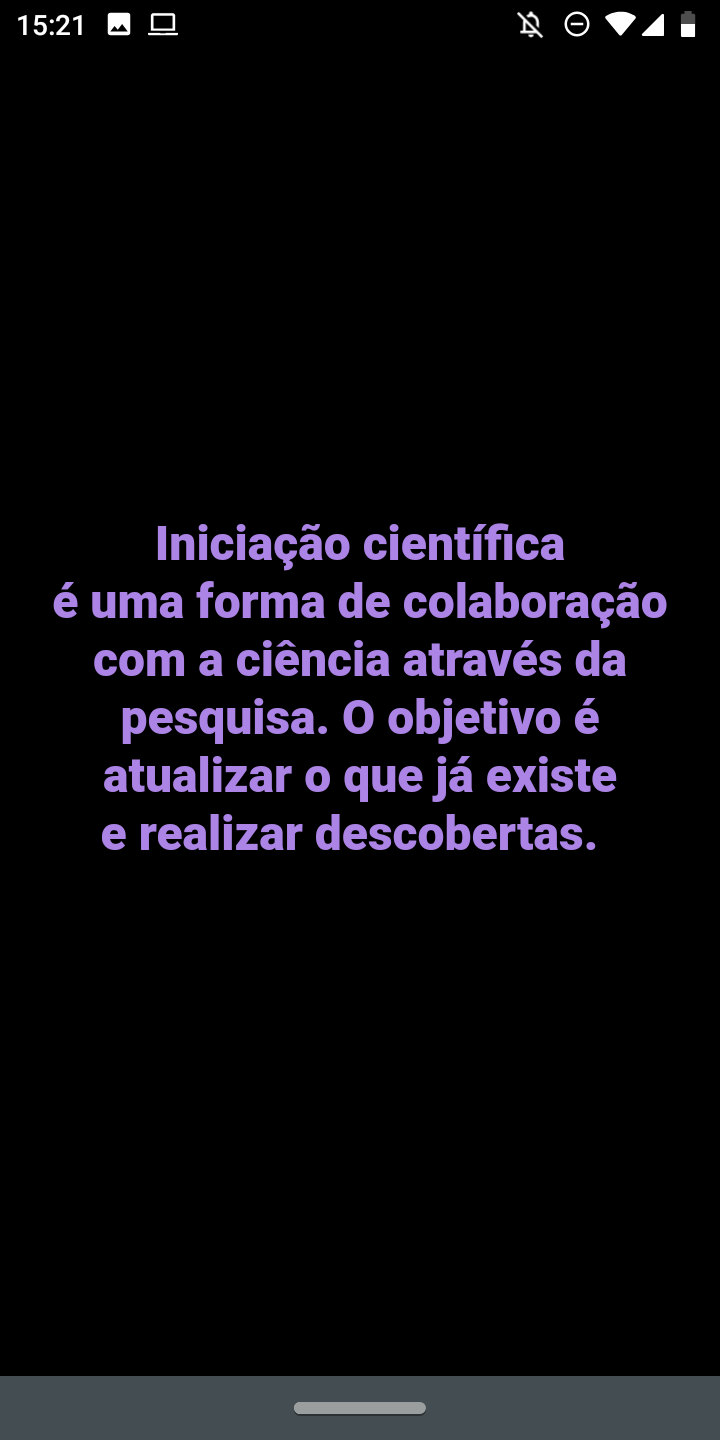 15:21
Iniciação científica
é uma forma de colaboração
com a ciência através da
pesquisa. O objetivo é
atualizar o que já existe
e realizar descobertas.